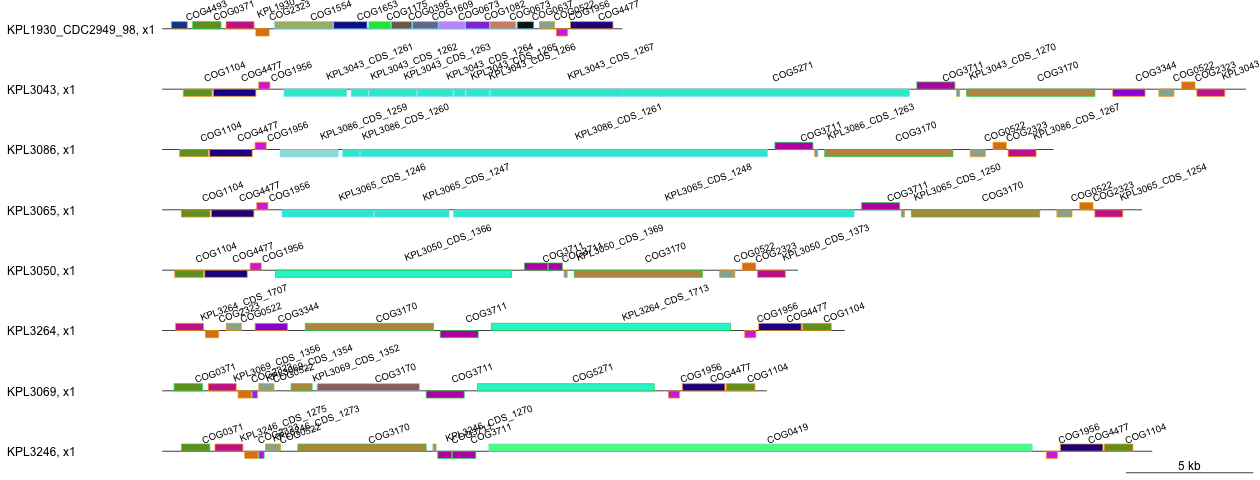 KPL1930_CDC2949_98, x1 COG4493 COG0371 COG2323 COG1554 COG1653 COG1175 COG0395 COG1609 COG0673 COG1082 COG0673 COG0637 COG0522 COG1956 COG4477
KPL3043, x1 COG1104 COG4477 COG1956 KPL3043_CDS_1261 KPL3043_CDS_1262 KPL3043_CDS_1263 KPL3043_CDS_1264 KPL3043_CDS_1265 KPL3043_CDS_1266 KPL3043_CDS_1267 COG5271 COG3711 KPL3043_CDS_1270 COG3170 COG3344 COG0522 COG2323 KPL3043
KPL3086, x1 COG1104 COG4477 COG1956 KPL3086_CDS_1259 KPL3086_CDS_1260 KPL3086_CDS_1261 COG3711 KPL3086_CDS_1263 COG3170 COG0522 COG2323 KPL3086_CDS_1267
KPL3065, x1 COG1104 COG4477 COG1956 KPL3065_CDS_1246 KPL3065_CDS_1247 KPL3065_CDS_1248 COG3711 KPL3065_CDS_1250 COG3170 COG0522 COG2323 KPL3065_CDS_1254
KPL3050, x1 COG1104 COG4477 COG1956 KPL3050_CDS_1366 COG3711 COG3711 KPL3050_CDS_1369 COG3170 COG0522 COG2323 KPL3050_CDS_1373
KPL3264, x1 KPL3264_CDS_1707 COG2323 COG0522 COG3344 COG3170 COG3711 KPL3264_CDS_1713 COG1956 COG4477 COG1104
KPL3069, x1 COG0371 KPL3069_CDS_1356 COG0522 KPL3069_CDS_1352 COG3170 COG3711 COG5271 COG1956 COG4477 COG1104
KPL3246, x1 COG0371 KPL3246_CDS_1275 COG0522 COG3170 KPL3246_CDS_1270 COG3711 COG0419 COG1956 COG4477 COG1104
5 kb